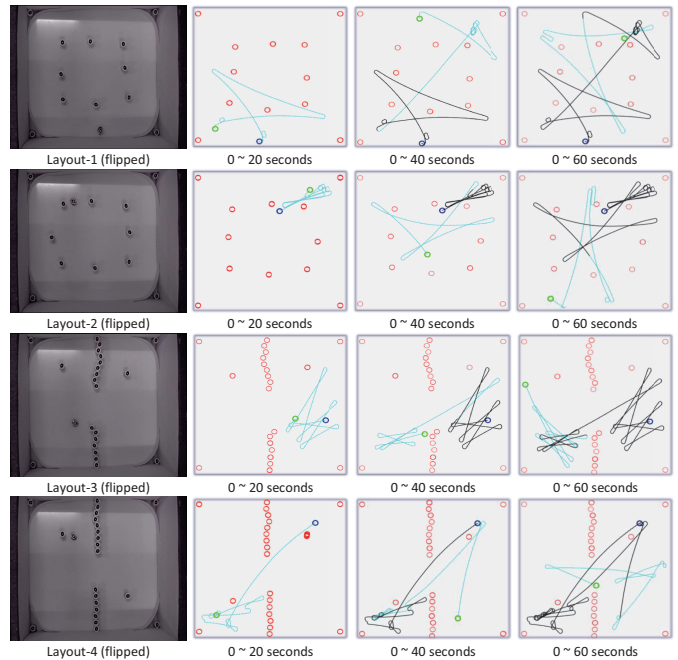 Layout-1 (flipped) 0 ~ 20 seconds 0 ~ 40 seconds 0 ~ 60 seconds
Layout-2 (flipped) 0 ~ 20 seconds 0 ~ 40 seconds 0 ~ 60 seconds
Layout-3 (flipped) 0 ~ 20 seconds 0 ~ 40 seconds 0 ~ 60 seconds
Layout-4 (flipped) 0 ~ 20 seconds 0 ~ 40 seconds 0 ~ 60 seconds